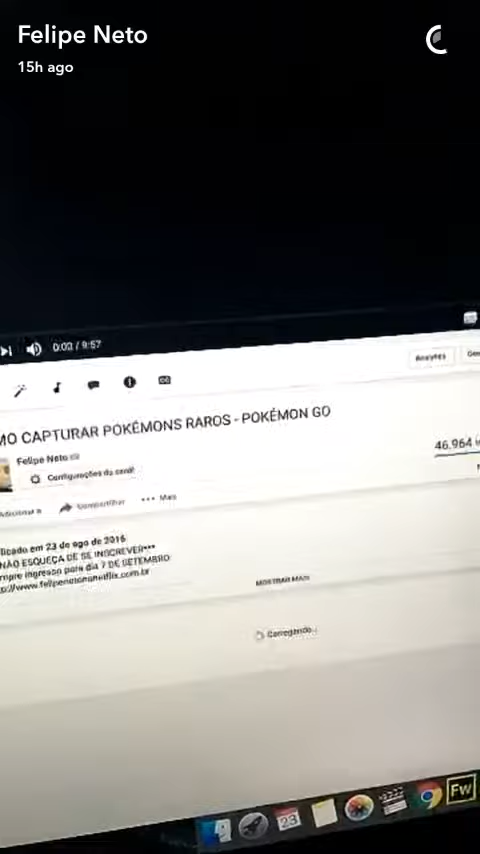 Felipe Neto
15h ago
0:02 / 9:57
Analytics
MO CAPTURAR POKÉMONS RAROS - POKÉMON GO
Felipe Neto
46.964
Configurações do canal
Adicionar a
Compartilhar
Mais
licado em 23 de ago de 2016
NÃO ESQUEÇA DE SE INSCREVER***
mpre ingresso para dia 7 DE SETEMBRO
MOSTRAR MAIS
Carregando...
23
Fw